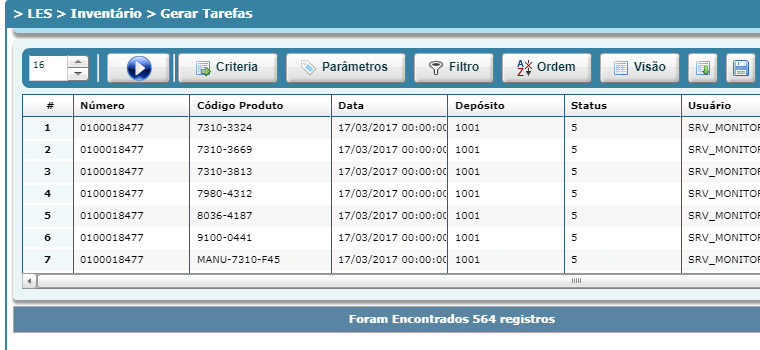 > LES > Inventário > Gerar Tarefas
16 Criteria Parâmetros Filtro Ordem Visão
# Número Código Produto Data Depósito Status Usuário
1 0100018477 7310-3324 17/03/2017 00:00:00 1001 5 SRV_MONITOR
2 0100018477 7310-3669 17/03/2017 00:00:00 1001 5 SRV_MONITOR
3 0100018477 7310-3813 17/03/2017 00:00:00 1001 5 SRV_MONITOR
4 0100018477 7980-4312 17/03/2017 00:00:00 1001 5 SRV_MONITOR
5 0100018477 8036-4187 17/03/2017 00:00:00 1001 5 SRV_MONITOR
6 0100018477 9100-0441 17/03/2017 00:00:00 1001 5 SRV_MONITOR
7 0100018477 MANU-7310-F45 17/03/2017 00:00:00 1001 5 SRV_MONITOR
Foram Encontrados 564 registros